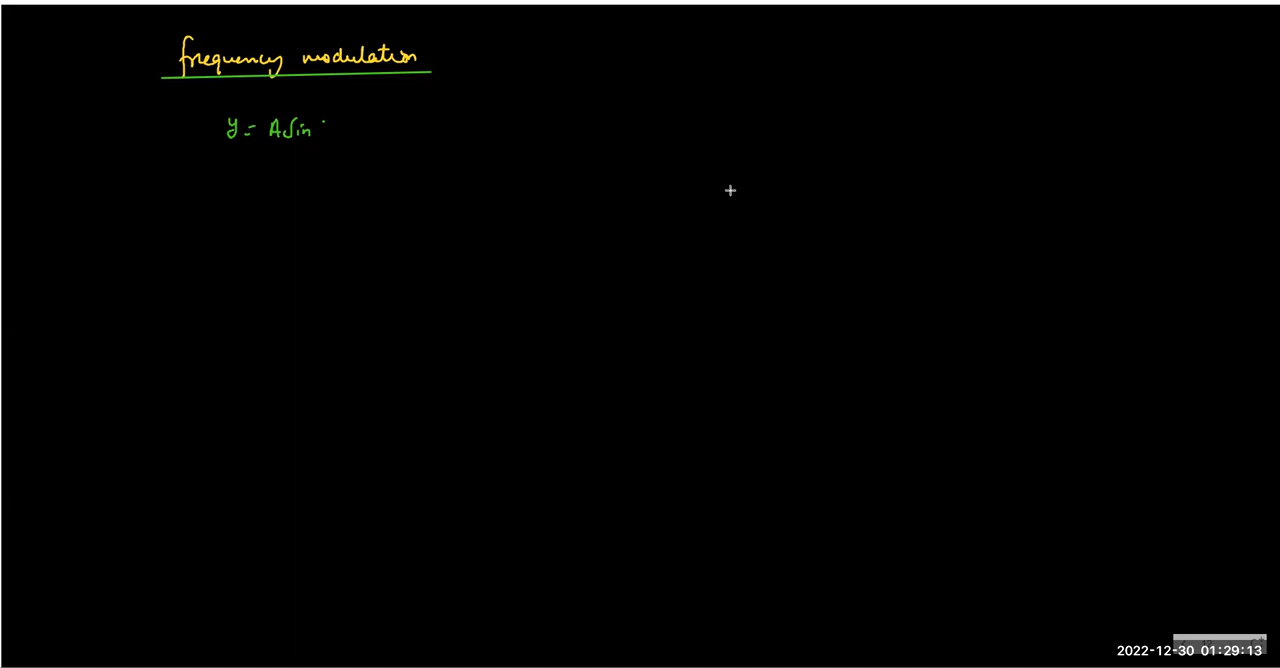 frequency modulation
y = A sin
2022-12-30 01:29:13